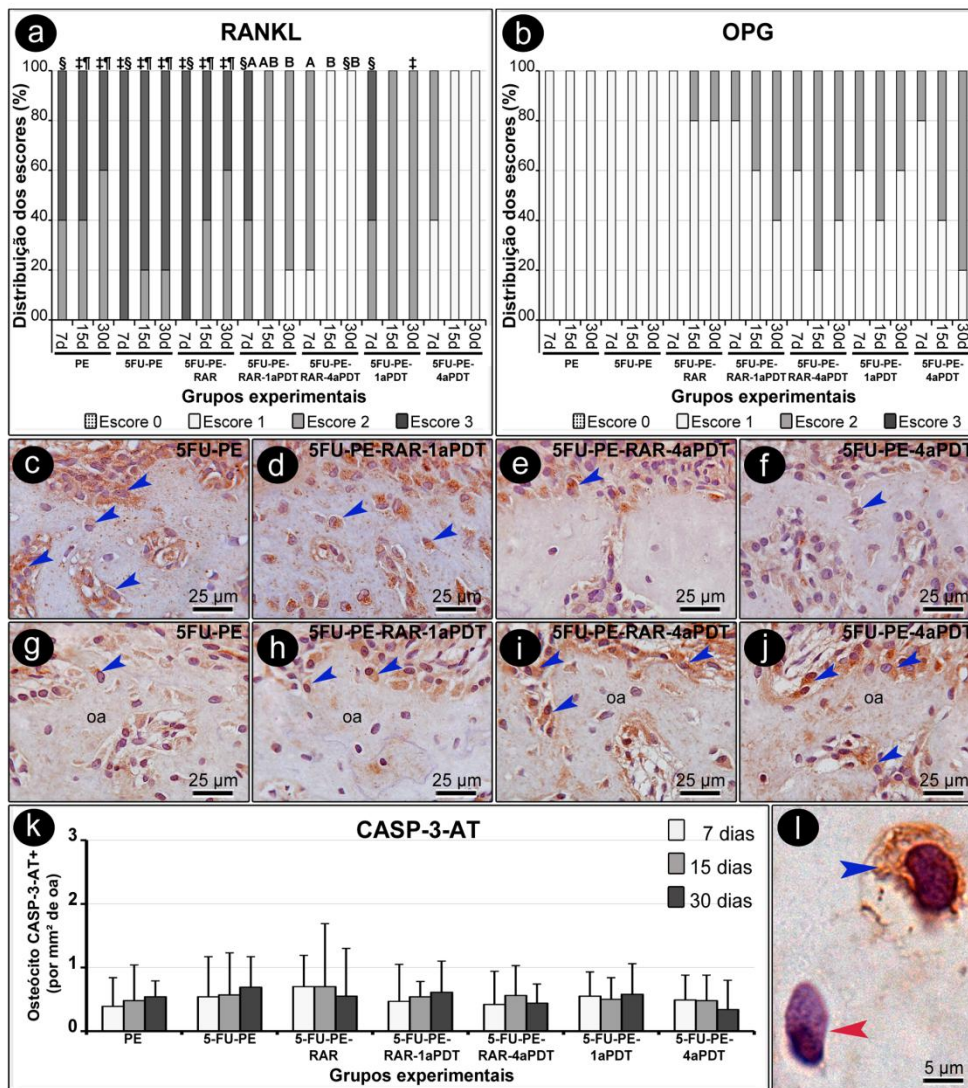 a
RANKL
§ ‡¶ ‡¶ ‡§ ‡¶ ‡¶ ‡§ ‡¶ ‡¶ §A AB B A B §B § ‡
Distribuição dos escores (%)
100
80
60
40
20
00
7d 15d 30d 7d 15d 30d 7d 15d 30d 7d 15d 30d 7d 15d 30d 7d 15d 30d 7d 15d 30d
PE 5FU-PE 5FU-PE- 5FU-PE- 5FU-PE- 5FU-PE- 5FU-PE-
RAR RAR-1aPDT RAR-4aPDT 1aPDT 4aPDT
Grupos experimentais
Escore 0 Escore 1 Escore 2 Escore 3
b
OPG
Distribuição dos escores (%)
100
80
60
40
20
00
7d 15d 30d 7d 15d 30d 7d 15d 30d 7d 15d 30d 7d 15d 30d 7d 15d 30d 7d 15d 30d
PE 5FU-PE 5FU-PE- 5FU-PE- 5FU-PE- 5FU-PE- 5FU-PE-
RAR RAR-1aPDT RAR-4aPDT 1aPDT 4aPDT
Grupos experimentais
Escore 0 Escore 1 Escore 2 Escore 3
c 5FU-PE
25 µm
d 5FU-PE-RAR-1aPDT
25 µm
e 5FU-PE-RAR-4aPDT
25 µm
f 5FU-PE-4aPDT
25 µm
g 5FU-PE
oa
25 µm
h 5FU-PE-RAR-1aPDT
oa
25 µm
i 5FU-PE-RAR-4aPDT
oa
25 µm
j 5FU-PE-4aPDT
oa
25 µm
k
CASP-3-AT
Osteócito CASP-3-AT+
(por mm² de oa)
3
2
1
0
7 dias
15 dias
30 dias
PE 5-FU-PE 5-FU-PE- 5-FU-PE- 5-FU-PE- 5-FU-PE- 5-FU-PE-
RAR RAR-1aPDT RAR-4aPDT 1aPDT 4aPDT
Grupos experimentais
l
5 µm